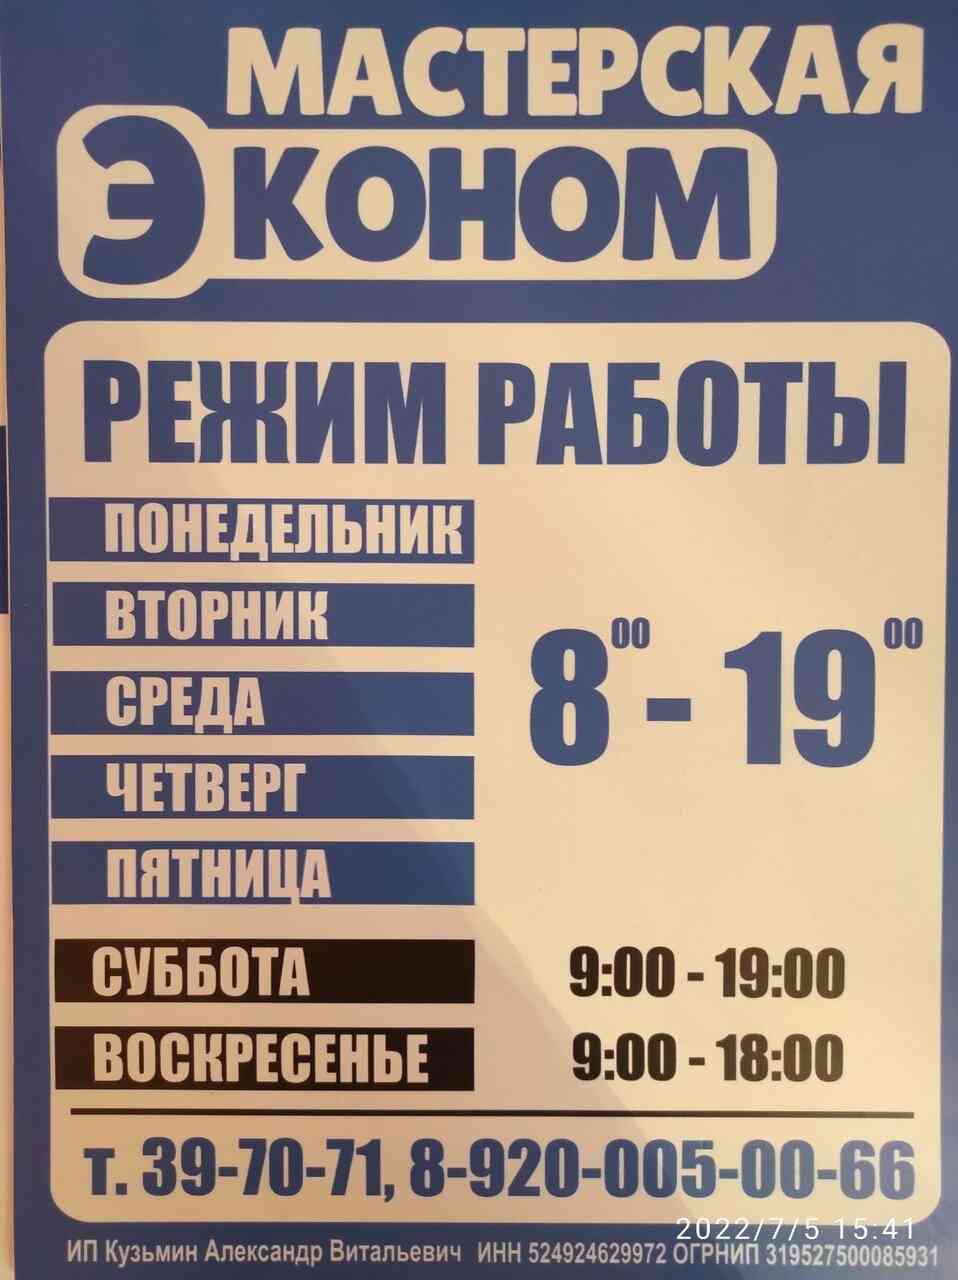 МАСТЕРСКАЯ
ЭКОНОМ
РЕЖИМ РАБОТЫ
ПОНЕДЕЛЬНИК
ВТОРНИК
8⁰⁰ - 19⁰⁰
СРЕДА
ЧЕТВЕРГ
ПЯТНИЦА
СУББОТА 9:00 - 19:00
ВОСКРЕСЕНЬЕ 9:00 - 18:00
т. 39-70-71, 8-920-005-00-66
2022/7/5 15:41
ИП Кузьмин Александр Витальевич ИНН 524924629972 ОГРНИП 319527500085931